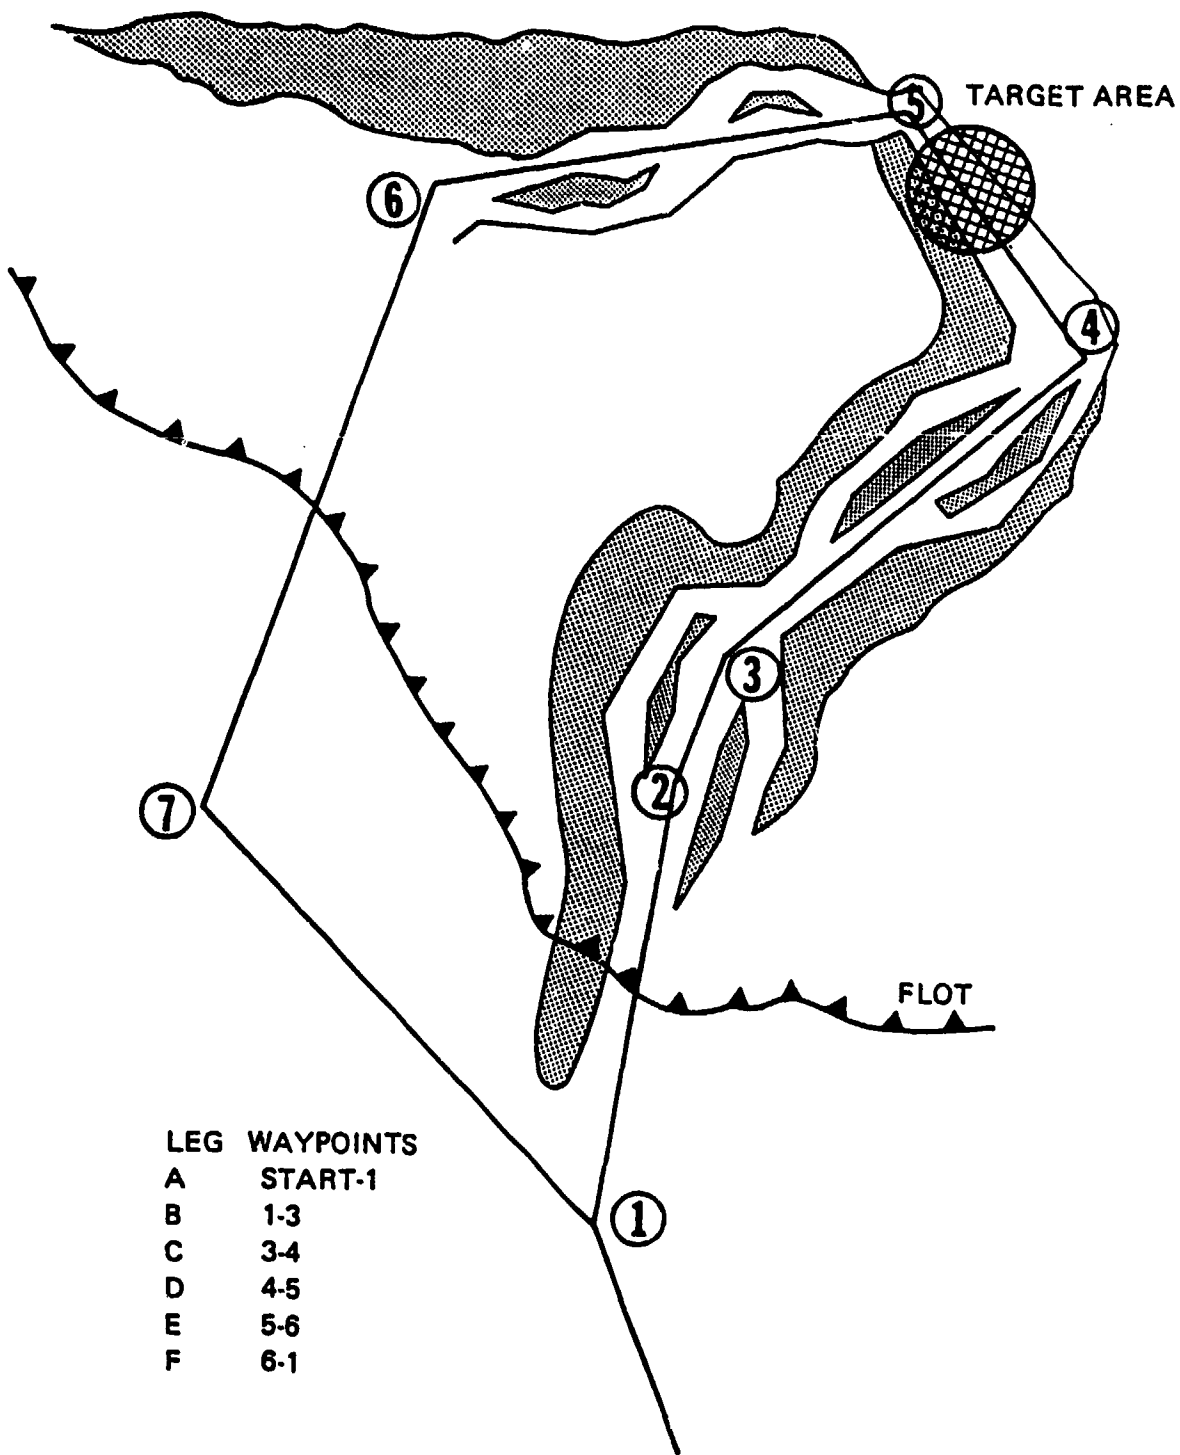 5 TARGET AREA
6
4
3
2
7
FLOT
LEG WAYPOINTS
A START-1
1
B 1-3
C 3-4
D 4-5
E 5-6
F 6-1